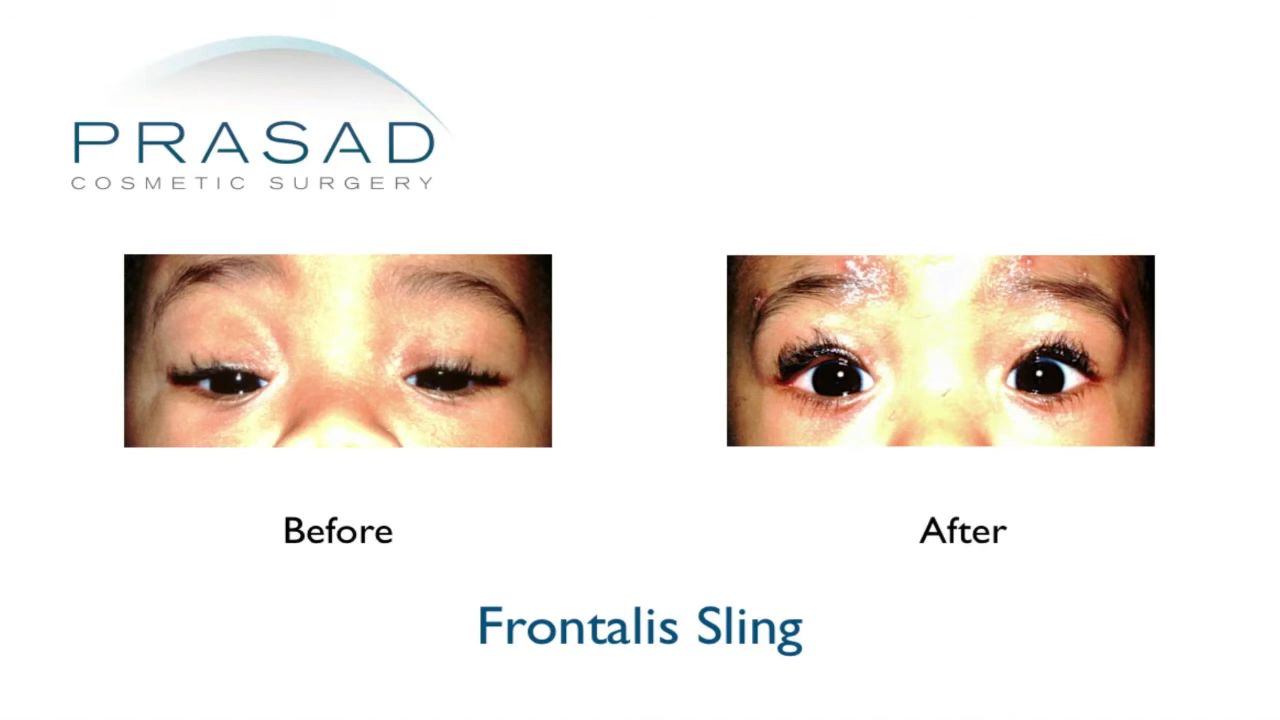 PRASAD
COSMETIC SURGERY
Before
After
Frontalis Sling